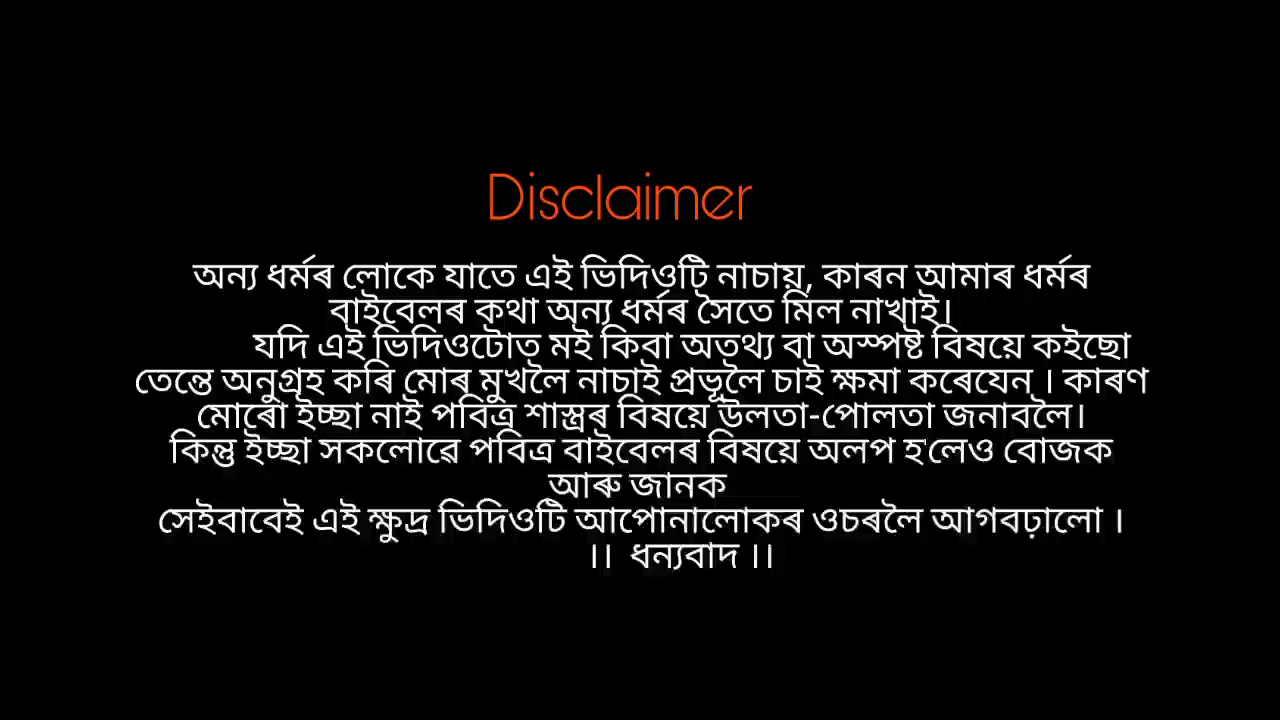 Disclaimer
অন্য ধৰ্মৰ লোকে যাতে এই ভিদিওটি নাচায়, কাৰন আমাৰ ধৰ্মৰ
বাইবেলৰ কথা অন্য ধৰ্মৰ সৈতে মিল নাখাই।
যদি এই ভিদিওটোত মই কিবা অতথ্য বা অস্পষ্ট বিষয়ে কইছো
তেন্তে অনুগ্ৰহ কৰি মোৰ মুখলৈ নাচাই প্ৰভূলৈ চাই ক্ষমা কৰেযেন । কাৰণ
মোৰো ইচ্ছা নাই পবিত্ৰ শাস্ত্ৰৰ বিষয়ে উলতা-পোলতা জনাবলৈ।
কিন্তু ইচ্ছা সকলোৱে পবিত্ৰ বাইবেলৰ বিষয়ে অলপ হ'লেও বোজক
আৰু জানক
সেইবাবেই এই ক্ষুদ্ৰ ভিদিওটি আপোনালোকৰ ওচৰলৈ আগবঢ়ালো ।
।। ধন্যবাদ ।।